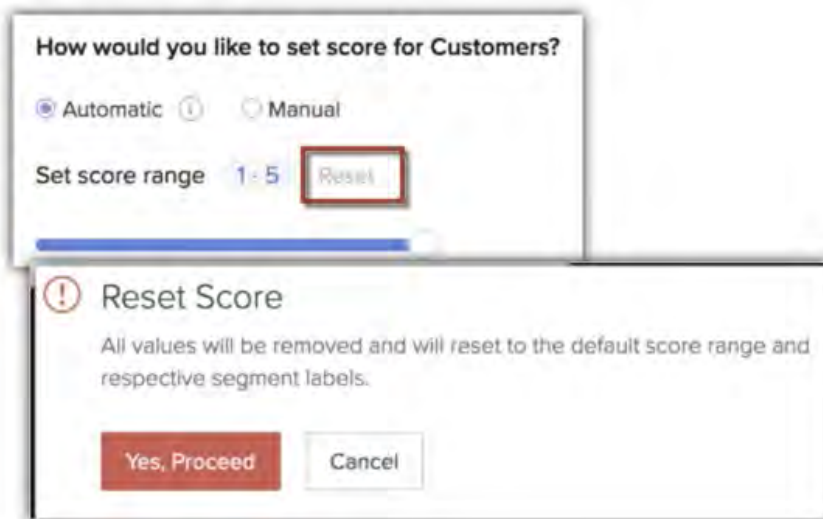 How would you like to set score for Customers?
Automatic Manual
Set score range 1 - 5 Reset
Reset Score
All values will be removed and will reset to the default score range and
respective segment labels.
Yes, Proceed Cancel